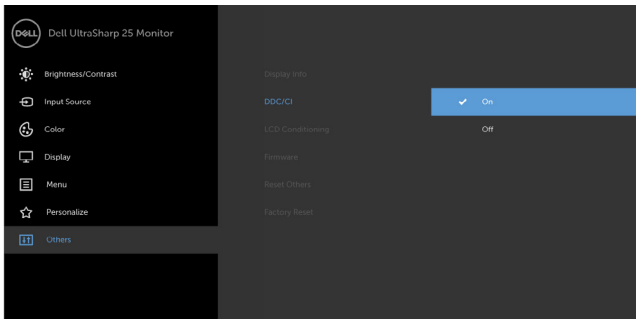 DELL Dell UltraSharp 25 Monitor
Brightness/Contrast
Display Info
Input Source
DDC/CI
On
Color
LCD Conditioning
Off
Display
Firmware
Menu
Reset Others
Personalize
Factory Reset
Others